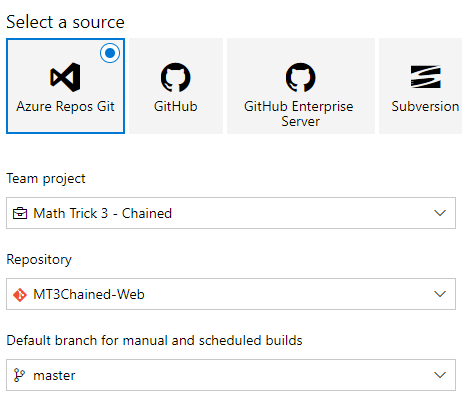 Select a source
Azure Repos Git
GitHub
GitHub Enterprise
Server
Subversion
Team project
Math Trick 3 - Chained
Repository
MT3Chained-Web
Default branch for manual and scheduled builds
master